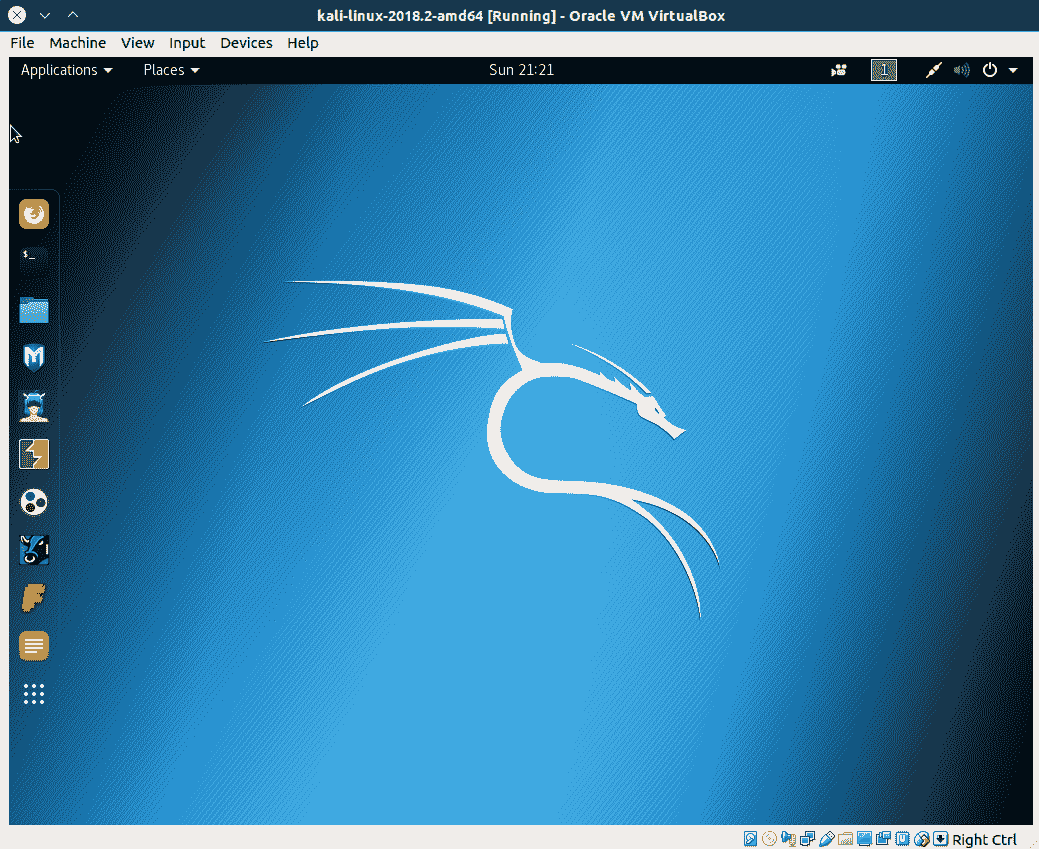 kali-linux-2018.2-amd64 [Running] - Oracle VM VirtualBox
File Machine View Input Devices Help
Applications Places Sun 21:21 1
$_
Right Ctrl